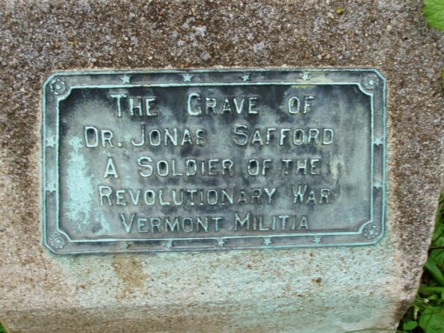 THE GRAVE OF
DR. JONAS SAFFORD
A SOLDIER OF THE
REVOLUTIONARY WAR
VERMONT MILITIA